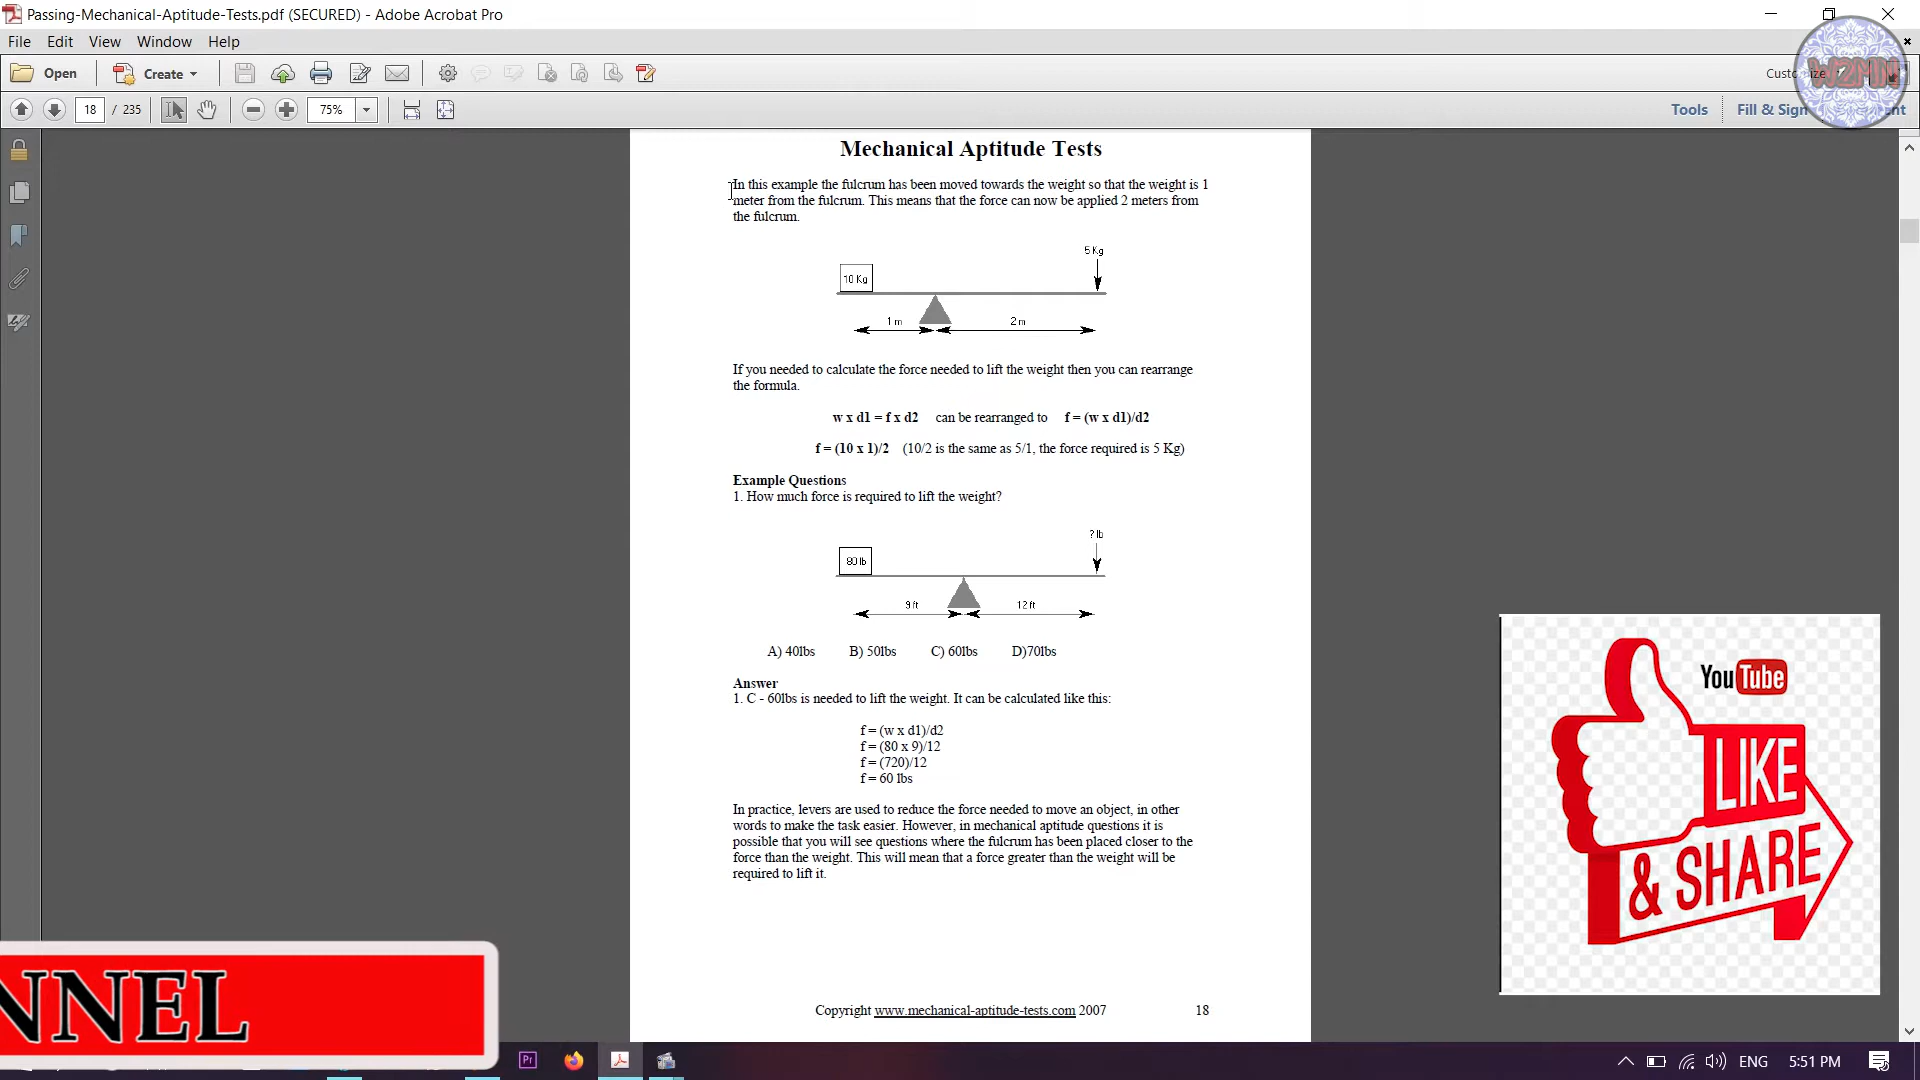 Passing-Mechanical-Aptitude-Tests.pdf (SECURED) - Adobe Acrobat Pro
File Edit View Window Help
Open Create
18 / 235 75% Tools Fill & Sign
W2MN
Mechanical Aptitude Tests
In this example the fulcrum has been moved towards the weight so that the weight is 1
meter from the fulcrum. This means that the force can now be applied 2 meters from
the fulcrum.
5 Kg
10 Kg
1 m 2 m
If you needed to calculate the force needed to lift the weight then you can rearrange
the formula.
w x d1 = f x d2 can be rearranged to f = (w x d1)/d2
f = (10 x 1)/2 (10/2 is the same as 5/1, the force required is 5 Kg)
Example Questions
1. How much force is required to lift the weight?
? lb
80 lb
9 ft 12 ft
A) 40lbs B) 50lbs C) 60lbs D)70lbs
Answer
1. C - 60lbs is needed to lift the weight. It can be calculated like this:
f = (w x d1)/d2
f = (80 x 9)/12
f = (720)/12
f = 60 lbs
In practice, levers are used to reduce the force needed to move an object, in other
words to make the task easier. However, in mechanical aptitude questions it is
possible that you will see questions where the fulcrum has been placed closer to the
force than the weight. This will mean that a force greater than the weight will be
required to lift it.
Copyright www.mechanical-aptitude-tests.com 2007 18
YouTube
LIKE
& SHARE
NNEL
Pr
ENG 5:51 PM